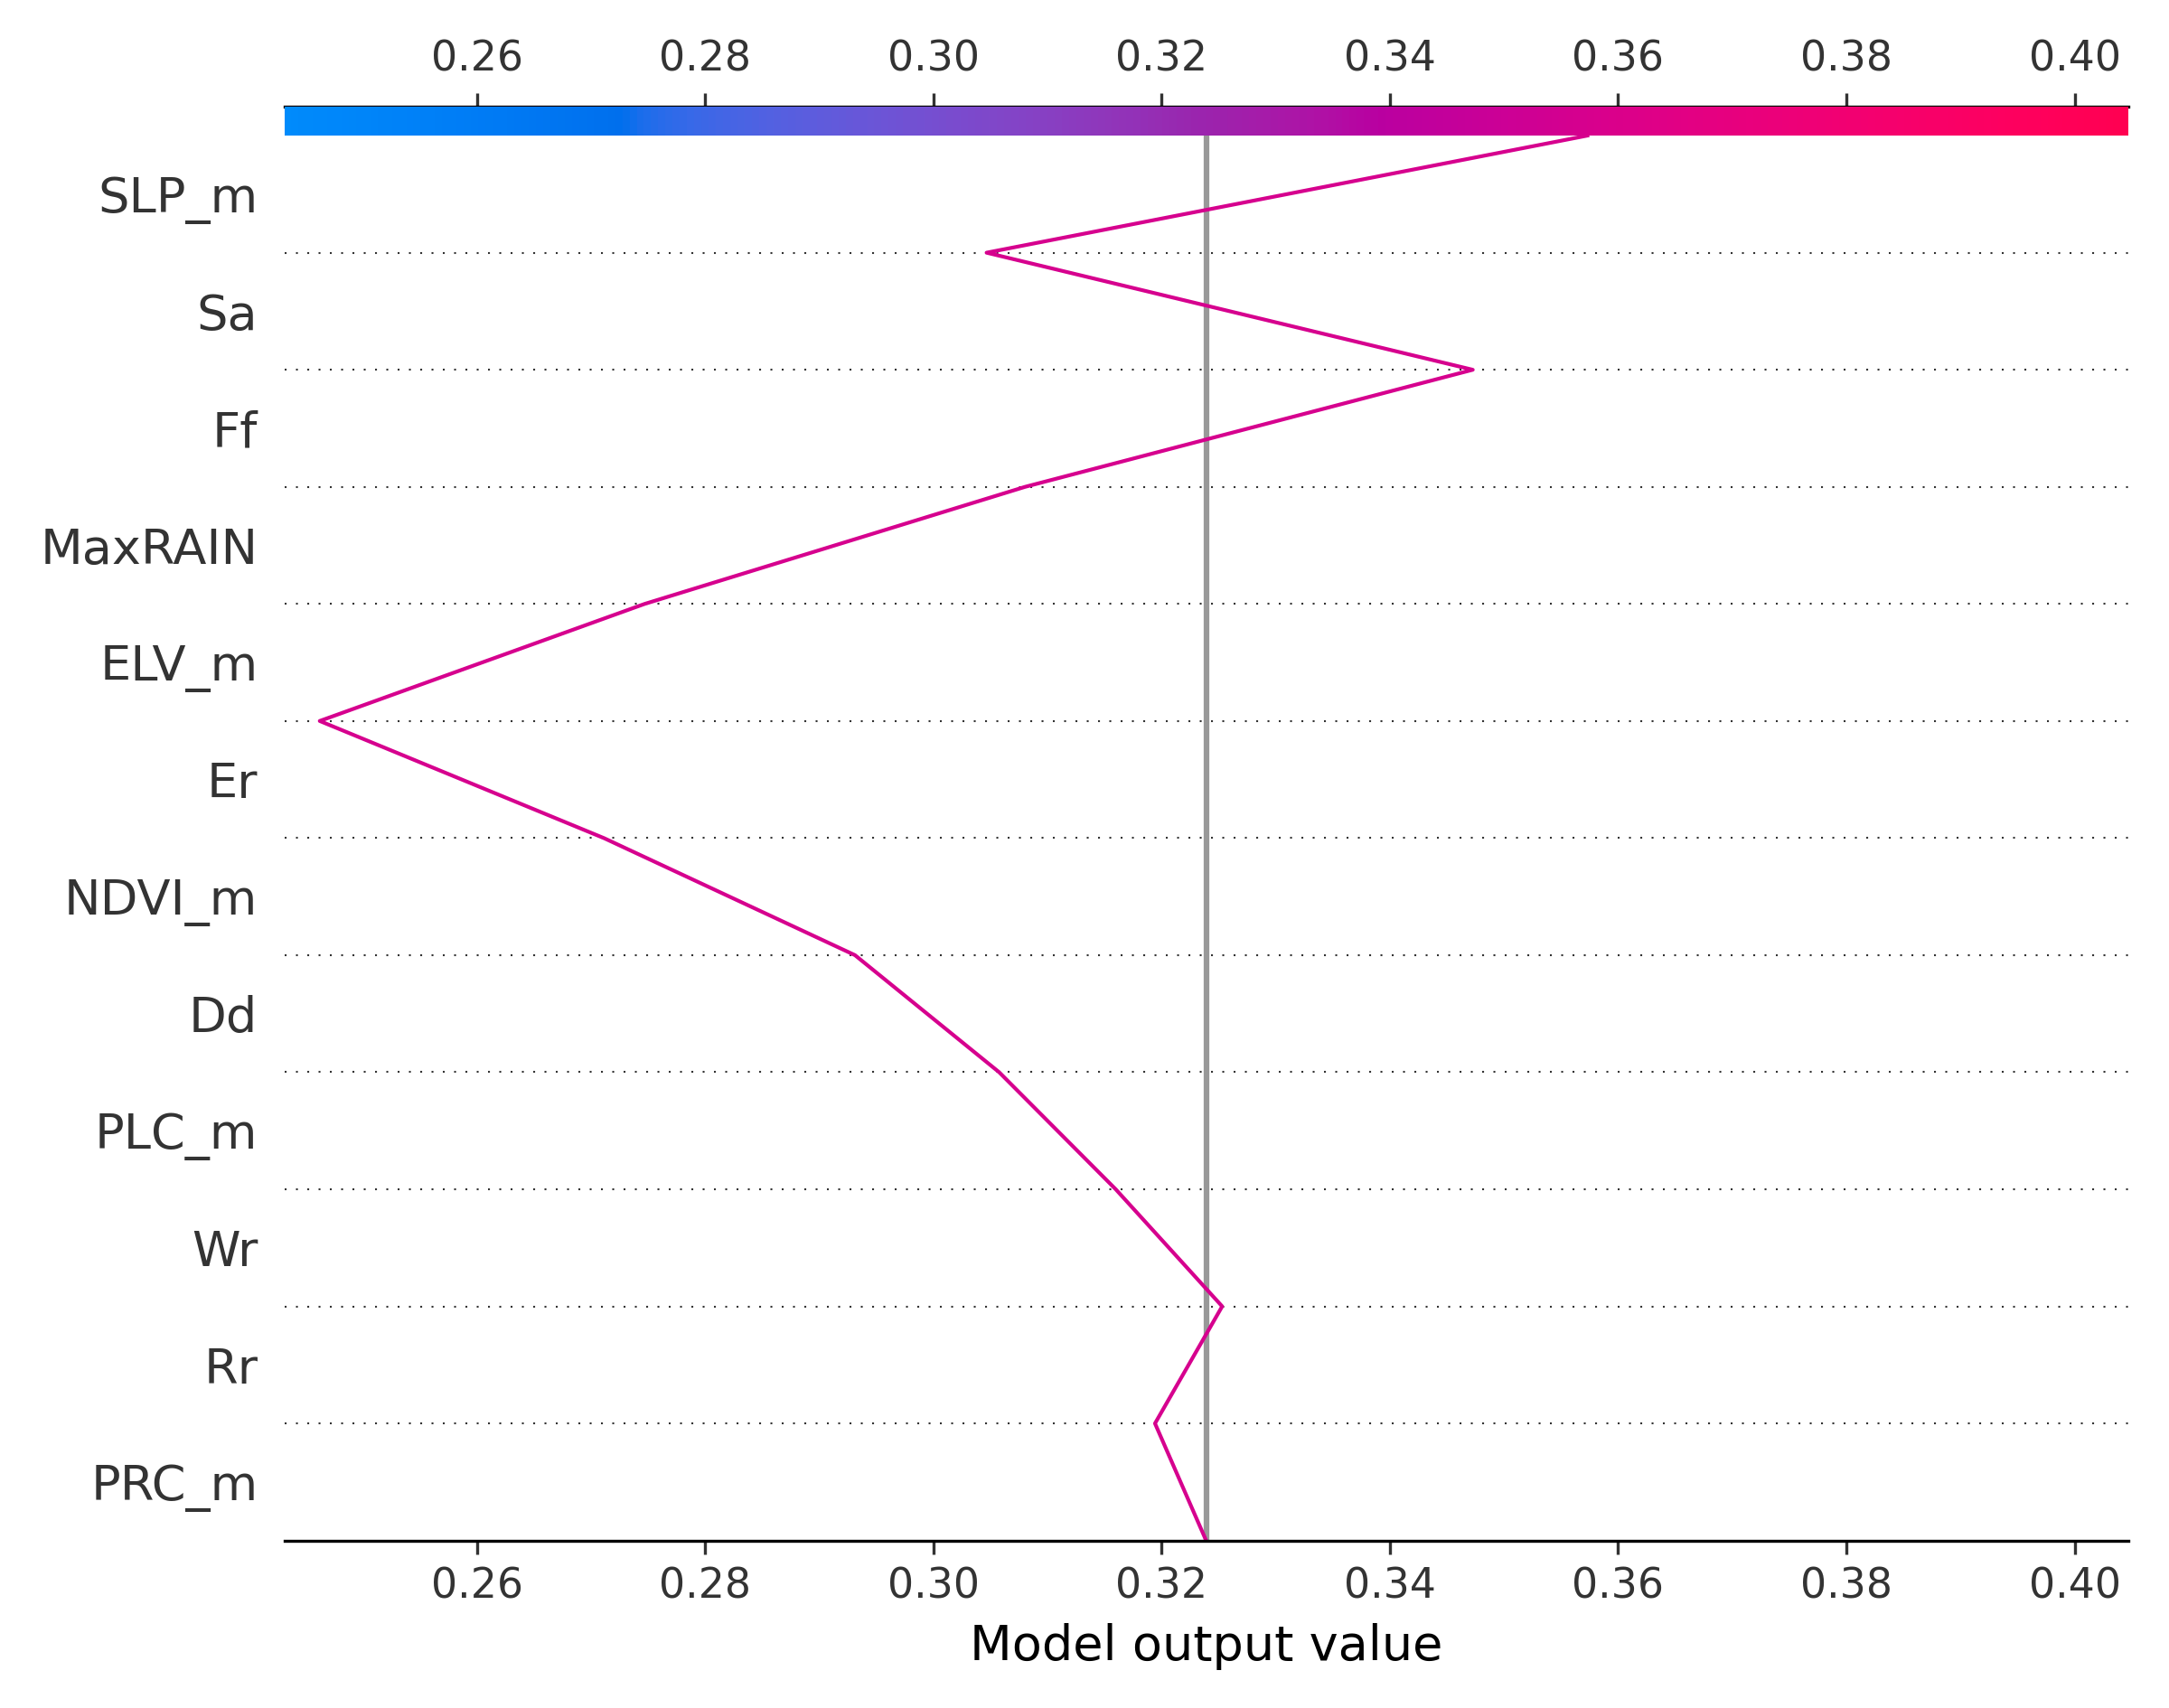 0.26 0.28 0.30 0.32 0.34 0.36 0.38 0.40
SLP_m
Sa
Ff
MaxRAIN
ELV_m
Er
NDVI_m
Dd
PLC_m
Wr
Rr
PRC_m
0.26 0.28 0.30 0.32 0.34 0.36 0.38 0.40
Model output value